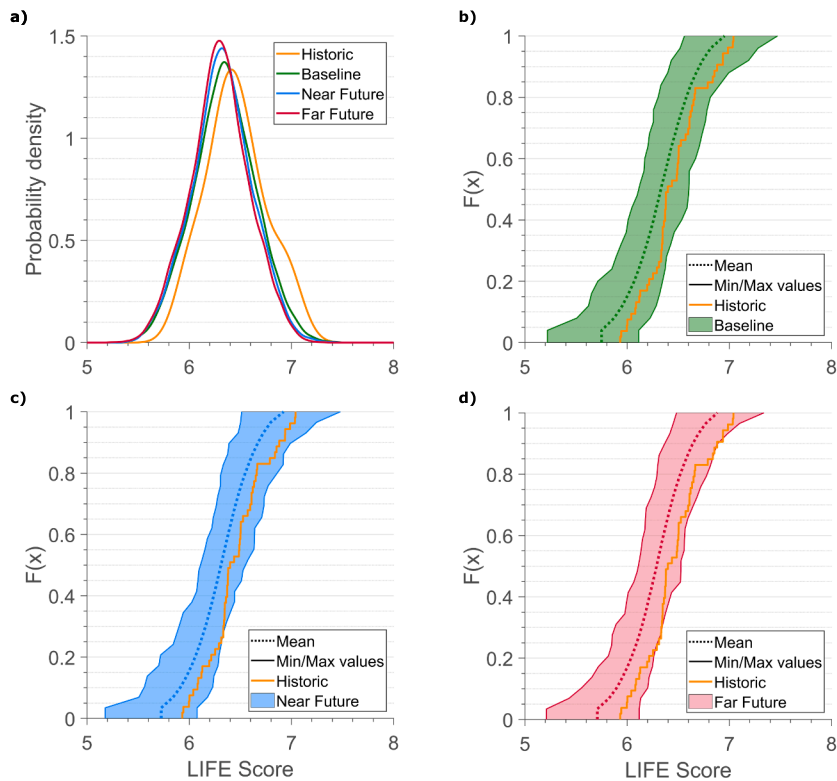 a)
Probability density
1.5
1
0.5
0
5
6
7
8
Historic
Baseline
Near Future
Far Future
b)
F(x)
1
0.8
0.6
0.4
0.2
0
5
6
7
8
Mean
Min/Max values
Historic
Baseline
c)
F(x)
1
0.8
0.6
0.4
0.2
0
5
6
7
8
LIFE Score
Mean
Min/Max values
Historic
Near Future
d)
F(x)
1
0.8
0.6
0.4
0.2
0
5
6
7
8
LIFE Score
Mean
Min/Max values
Historic
Far Future